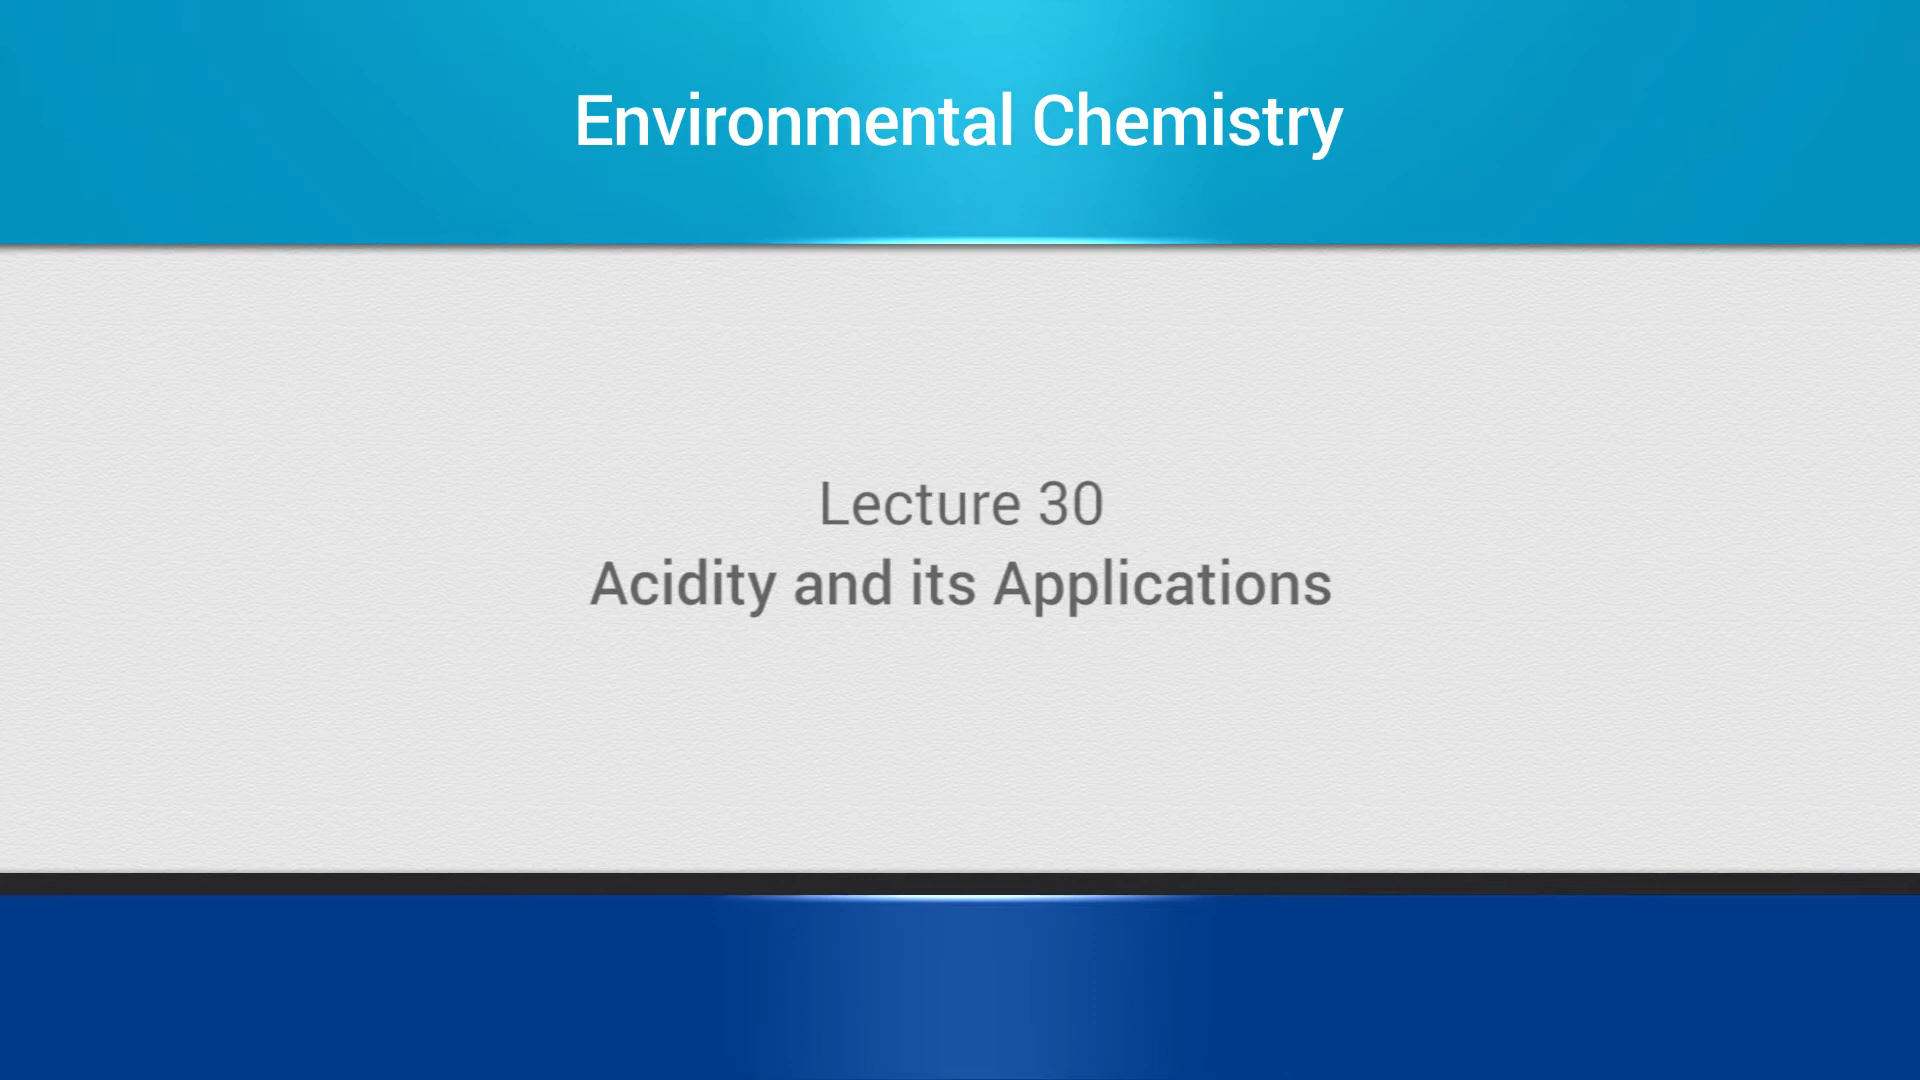 Environmental Chemistry
Lecture 30
Acidity and its Applications